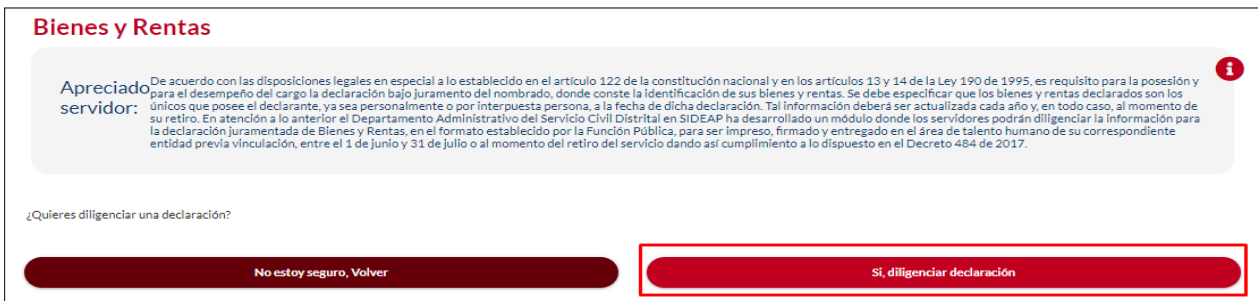 Bienes y Rentas
Apreciado
servidor:
De acuerdo con las disposiciones legales en especial a lo establecido en el artículo 122 de la constitución nacional y en los artículos 13 y 14 de la Ley 190 de 1995, es requisito para la posesión y
para el desempeño del cargo la declaración bajo juramento del nombrado, donde conste la identificación de sus bienes y rentas. Se debe especificar que los bienes y rentas declarados son los
únicos que posee el declarante, ya sea personalmente o por interpuesta persona, a la fecha de dicha declaración. Tal información deberá ser actualizada cada año y, en todo caso, al momento de
su retiro. En atención a lo anterior el Departamento Administrativo del Servicio Civil Distrital en SIDEAP ha desarrollado un módulo donde los servidores podrán diligenciar la información para
la declaración juramentada de Bienes y Rentas, en el formato establecido por la Función Pública, para ser impreso, firmado y entregado en el área de talento humano de su correspondiente
entidad previa vinculación, entre el 1 de junio y 31 de julio o al momento del retiro del servicio dando así cumplimiento a lo dispuesto en el Decreto 484 de 2017.
¿Quieres diligenciar una declaración?
No estoy seguro, Volver
Si, diligenciar declaración